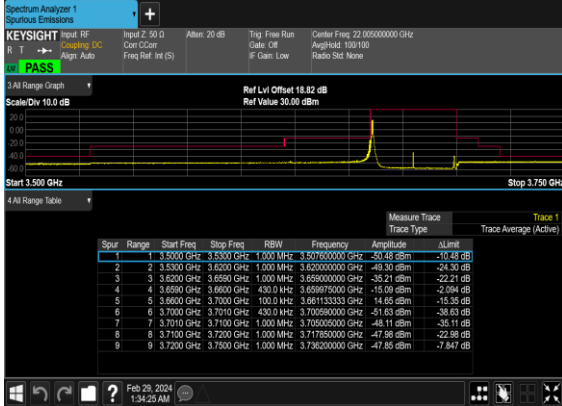 Spectrum Analyzer 1
Spurious Emissions
+
KEYSIGHT Input: RF Input Z: 50 Ω Atten: 20 dB Trig: Free Run Center Freq: 22.005000000 GHz
R T Coupling: DC Corr CCorr Gate: Off Avg|Hold: 100/100
Align: Auto Freq Ref: Int (S) IF Gain: Low Radio Std: None
PASS
3 All Range Graph
Ref Lvl Offset 18.82 dB
Scale/Div 10.0 dB Ref Value 30.00 dBm
20.0
0.00
-20.0
-40.0
-60.0
Start 3.500 GHz Stop 3.750 GHz
4 All Range Table
Measure Trace Trace 1
Trace Type Trace Average (Active)
Spur Range Start Freq Stop Freq RBW Frequency Amplitude ΔLimit
1 1 3.5000 GHz 3.5300 GHz 1.000 MHz 3.507600000 GHz -50.48 dBm -10.48 dB
2 2 3.5300 GHz 3.6200 GHz 1.000 MHz 3.620000000 GHz -49.30 dBm -24.30 dB
3 3 3.6200 GHz 3.6590 GHz 1.000 MHz 3.659000000 GHz -35.21 dBm -22.21 dB
4 4 3.6590 GHz 3.6600 GHz 430.0 kHz 3.659975000 GHz -15.09 dBm -2.094 dB
5 5 3.6600 GHz 3.7000 GHz 100.0 kHz 3.661133333 GHz 14.65 dBm -15.35 dB
6 6 3.7000 GHz 3.7010 GHz 430.0 kHz 3.700590000 GHz -51.63 dBm -38.63 dB
7 7 3.7010 GHz 3.7100 GHz 1.000 MHz 3.705005000 GHz -48.11 dBm -35.11 dB
8 8 3.7100 GHz 3.7200 GHz 1.000 MHz 3.717850000 GHz -47.98 dBm -22.98 dB
9 9 3.7200 GHz 3.7500 GHz 1.000 MHz 3.736200000 GHz -47.85 dBm -7.847 dB
? Feb 29, 2024
1:34:25 AM